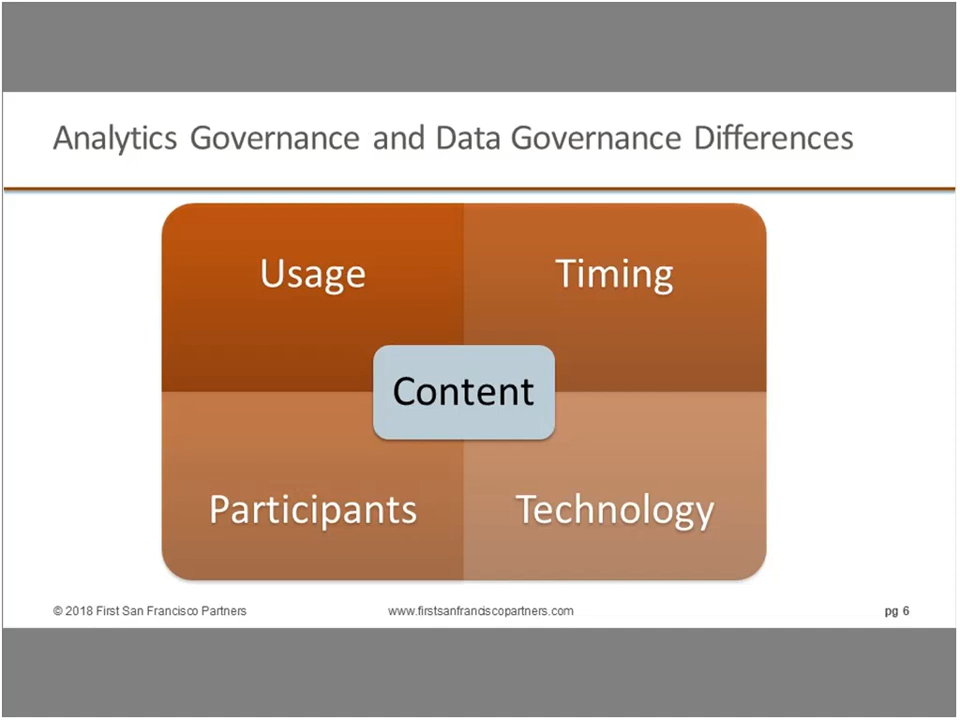 Analytics Governance and Data Governance Differences
Usage
Timing
Content
Participants
Technology
© 2018 First San Francisco Partners
www.firstsanfranciscopartners.com
pg 6